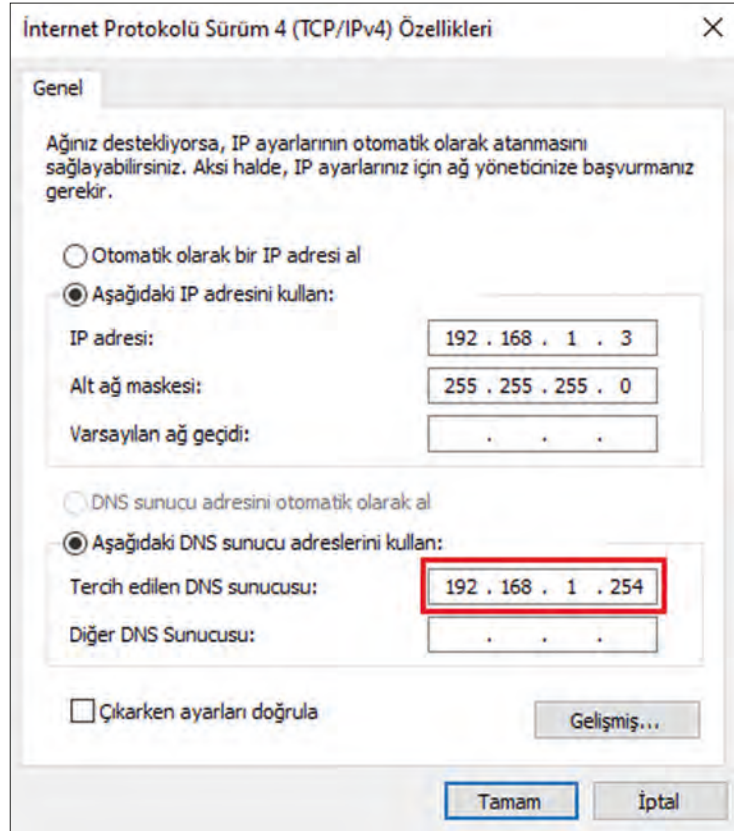 İnternet Protokolü Sürüm 4 (TCP/IPv4) Özellikleri
Genel
Ağınız destekliyorsa, IP ayarlarının otomatik olarak atanmasını
sağlayabilirsiniz. Aksi halde, IP ayarlarınız için ağ yöneticinize başvurmanız
gerekir.
Otomatik olarak bir IP adresi al
Aşağıdaki IP adresini kullan:
IP adresi: 192 . 168 . 1 . 3
Alt ağ maskesi: 255 . 255 . 255 . 0
Varsayılan ağ geçidi: . . .
DNS sunucu adresini otomatik olarak al
Aşağıdaki DNS sunucu adreslerini kullan:
Tercih edilen DNS sunucusu: 192 . 168 . 1 . 254
Diğer DNS Sunucusu: . . .
Çıkarken ayarları doğrula
Gelişmiş...
Tamam İptal